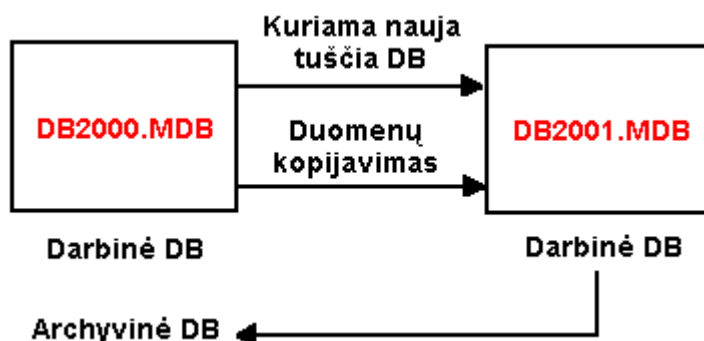 Kuriama nauja
tuščia DB
DB2000.MDB
DB2001.MDB
Duomenų
kopijavimas
Darbinė DB
Darbinė DB
Archyvinė DB